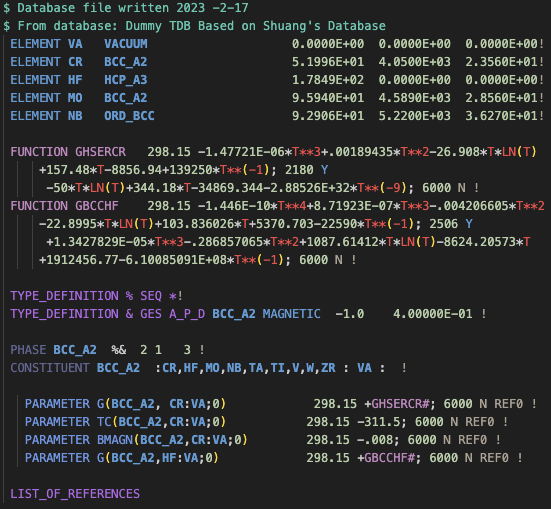 $ Database file written 2023 -2-17
$ From database: Dummy TDB Based on Shuang's Database
ELEMENT VA   VACUUM                    0.0000E+00  0.0000E+00  0.0000E+00!
ELEMENT CR   BCC_A2                    5.1996E+01  4.0500E+03  2.3560E+01!
ELEMENT HF   HCP_A3                    1.7849E+02  0.0000E+00  0.0000E+00!
ELEMENT MO   BCC_A2                    9.5940E+01  4.5890E+03  2.8560E+01!
ELEMENT NB   ORD_BCC                   9.2906E+01  5.2200E+03  3.6270E+01!
FUNCTION GHSERCR   298.15 -1.47721E-06*T**3+.00189435*T**2-26.908*T*LN(T)
+157.48*T-8856.94+139250*T**(-1); 2180 Y
-50*T*LN(T)+344.18*T-34869.344-2.88526E+32*T**(-9); 6000 N !
FUNCTION GBCCHF    298.15 -1.446E-10*T**4+8.71923E-07*T**3-.004206605*T**2
-22.8995*T*LN(T)+103.836026*T+5370.703-22590*T**(-1); 2506 Y
+1.3427829E-05*T**3-.286857065*T**2+1087.61412*T*LN(T)-8624.20573*T
+1912456.77-6.10085091E+08*T**(-1); 6000 N !
TYPE_DEFINITION % SEQ *!
TYPE_DEFINITION & GES A_P_D BCC_A2 MAGNETIC  -1.0    4.00000E-01 !
PHASE BCC_A2  %&  2 1   3 !
CONSTITUENT BCC_A2  :CR,HF,MO,NB,TA,TI,V,W,ZR : VA :  !
PARAMETER G(BCC_A2, CR:VA;0)            298.15 +GHSERCR#; 6000 N REF0 !
PARAMETER TC(BCC_A2,CR:VA;0)           298.15 -311.5; 6000 N REF0 !
PARAMETER BMAGN(BCC_A2,CR:VA;0)        298.15 -.008; 6000 N REF0 !
PARAMETER G(BCC_A2,HF:VA;0)            298.15 +GBCCHF#; 6000 N REF0 !
LIST_OF_REFERENCES